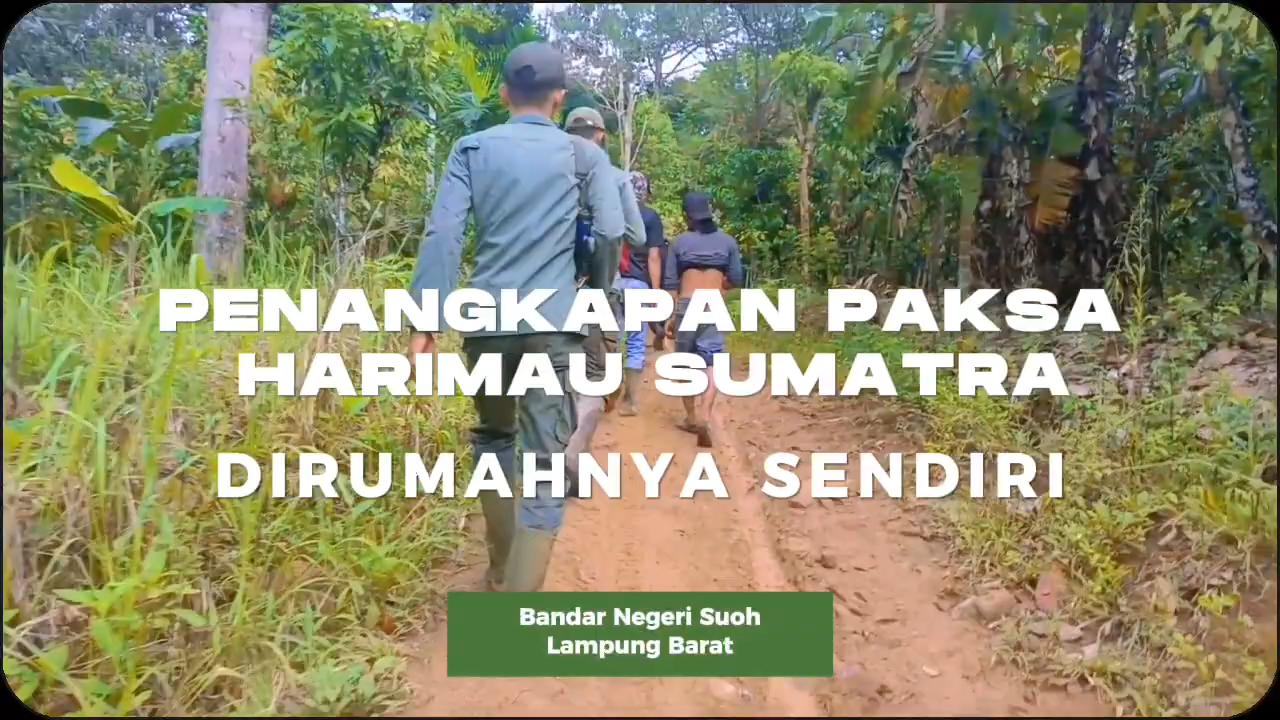 PENANGKAPAN PAKSA
HARIMAU SUMATRA
DIRUMAHNYA SENDIRI
Bandar Negeri Suoh
Lampung Barat